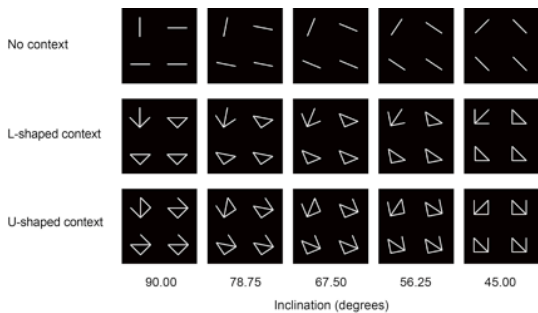 No context
L-shaped context
U-shaped context
90.00 78.75 67.50 56.25 45.00
Inclination (degrees)